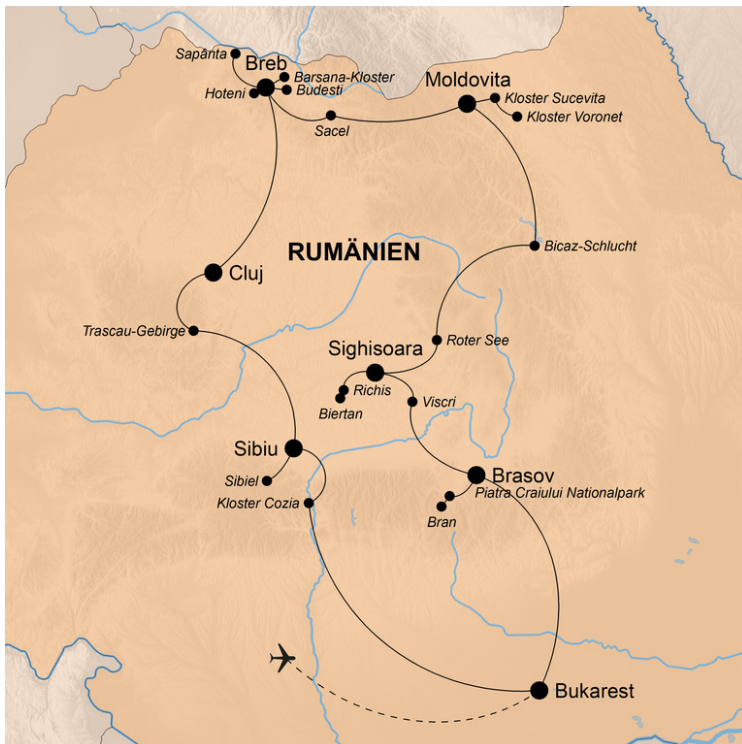 Sapânta
Breb
Barsana-Kloster
Hoteni
Budesti
Moldovita
Kloster Sucevita
Kloster Voronet
Sacel
Bicaz-Schlucht
RUMÄNIEN
Cluj
Trascau-Gebirge
Roter See
Sighisoara
Richis
Biertan
Viscri
Sibiu
Sibiel
Kloster Cozia
Brasov
Piatra Craiului Nationalpark
Bran
Bukarest